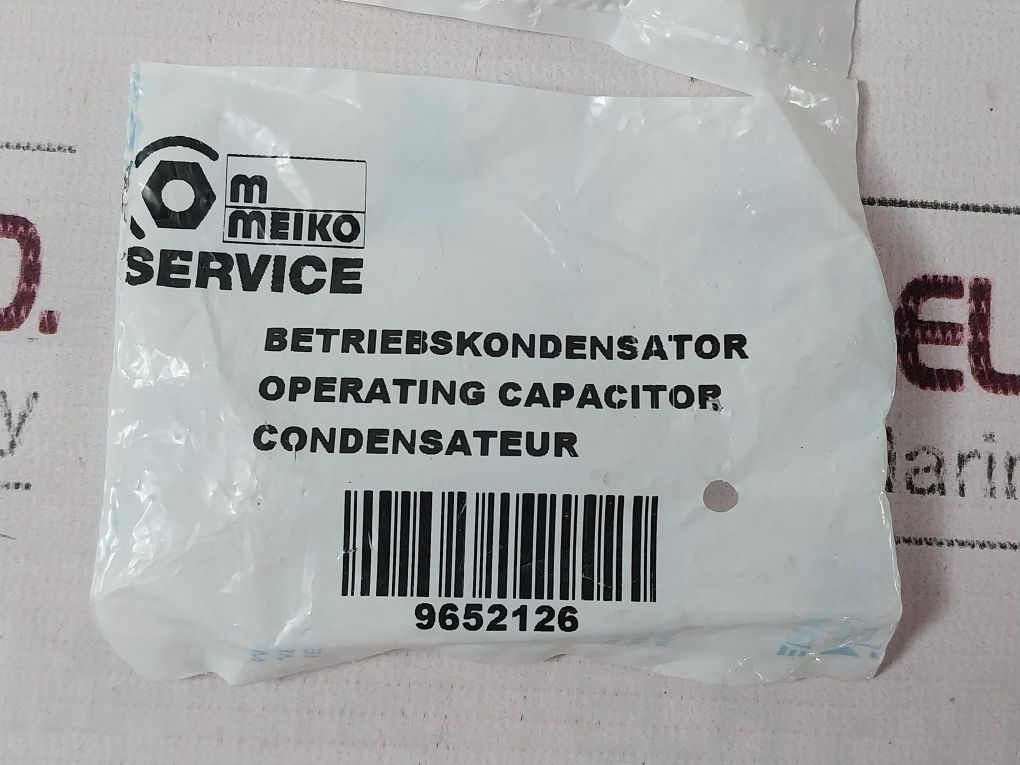 m
MEIKO
SERVICE
BETRIEBSKONDENSATOR
OPERATING CAPACITOR
CONDENSATEUR
9652126